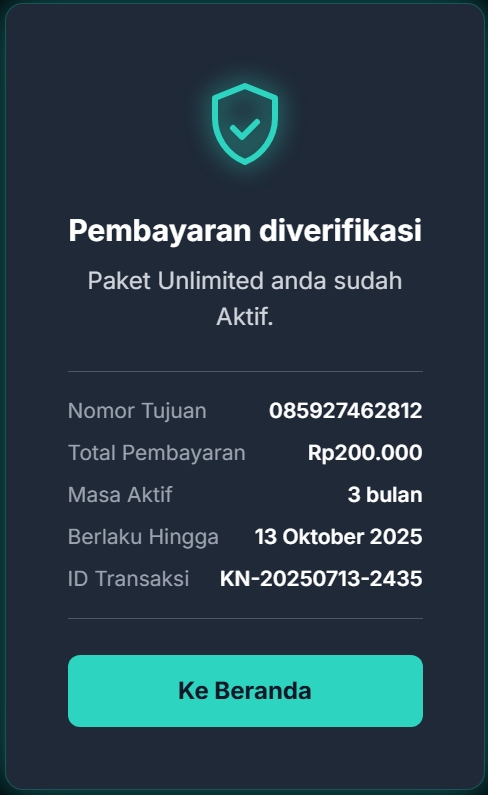 Pembayaran diverifikasi
Paket Unlimited anda sudah
Aktif.
Nomor Tujuan 085927462812
Total Pembayaran Rp200.000
Masa Aktif 3 bulan
Berlaku Hingga 13 Oktober 2025
ID Transaksi KN-20250713-2435
Ke Beranda